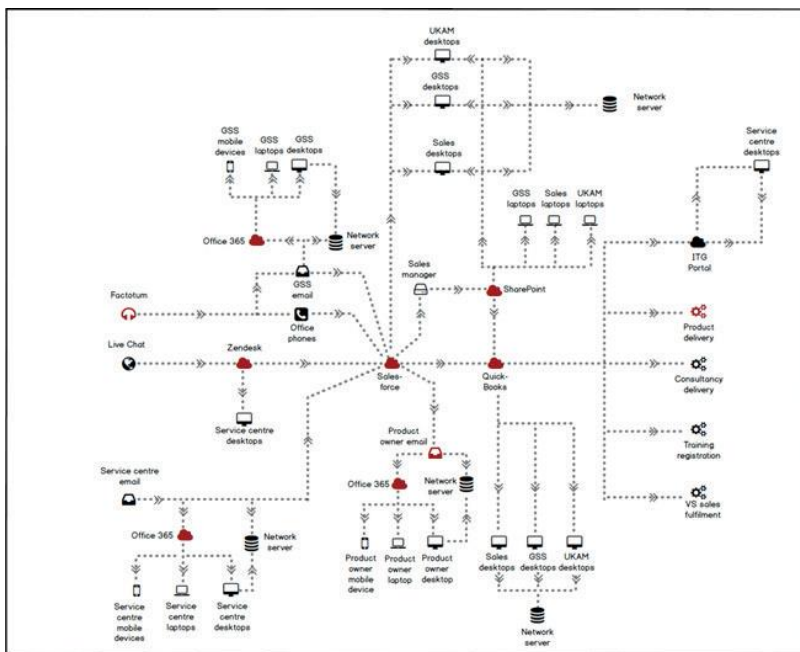 UKAM
desktops
GSS
desktops
Network
server
Sales
desktops
Service
centre
desktops
GSS
mobile
devices
GSS
laptops
GSS
desktops
GSS
laptops
Sales
laptops
UKAM
laptops
Office 365
Network
server
ITG
Portal
Sales
manager
SharePoint
GSS
email
Factotum
Office
phones
Product
delivery
Live Chat
Zendesk
Sales-
force
Quick-
Books
Consultancy
delivery
Service centre
desktops
Product
owner email
Training
registration
Service centre
email
Office 365
Network
server
VS sales
fulfilment
Office 365
Network
server
Product
owner
mobile
device
Product
owner
laptop
Product
owner
desktop
Sales
desktops
GSS
desktops
UKAM
desktops
Service
centre
mobile
devices
Service
centre
laptops
Service
centre
desktops
Network
server